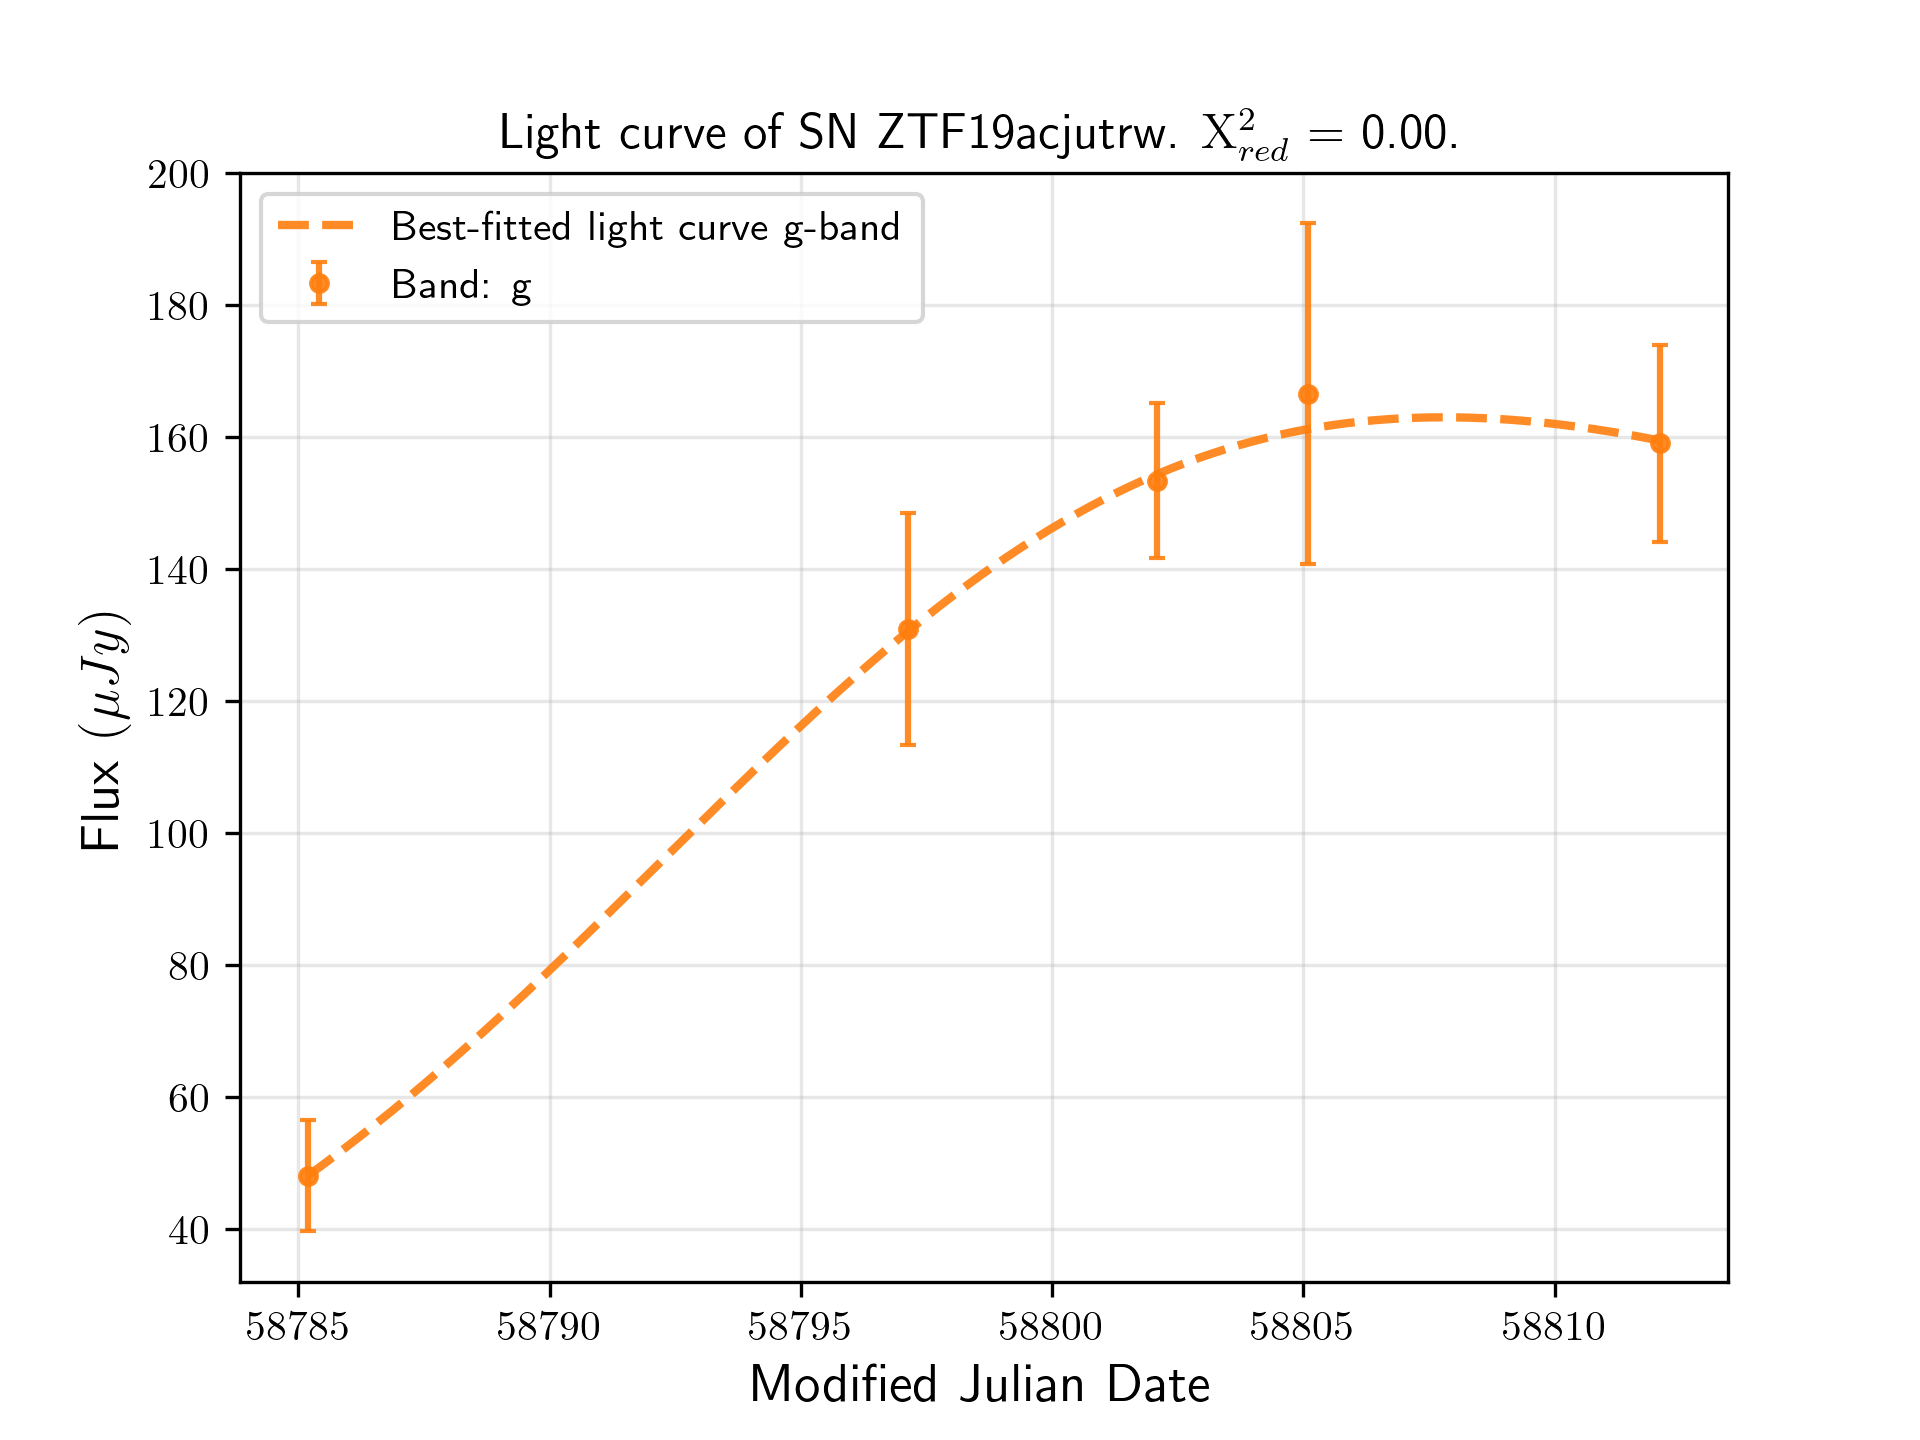 Light curve of SN ZTF19acjutrw. X²_red = 0.00.
Best-fitted light curve g-band
Band: g
Flux (μJy)
200
180
160
140
120
100
80
60
40
58785 58790 58795 58800 58805 58810
Modified Julian Date